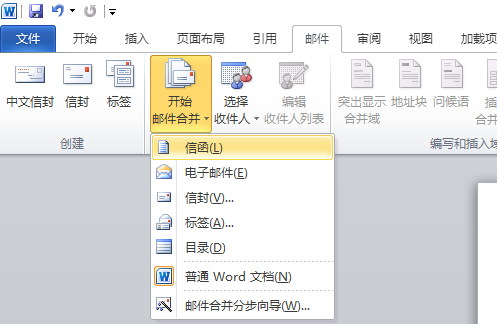 文件 开始 插入 页面布局 引用 邮件 审阅 视图 加载项
中文信封 信封 标签 开始 邮件合并 选择 收件人 编辑 收件人列表 突出显示 合并域 地址块 问候语
创建 编写和插入域
信函(L)
电子邮件(E)
信封(V)...
标签(A)...
目录(D)
普通 Word 文档(N)
邮件合并分步向导(W)...